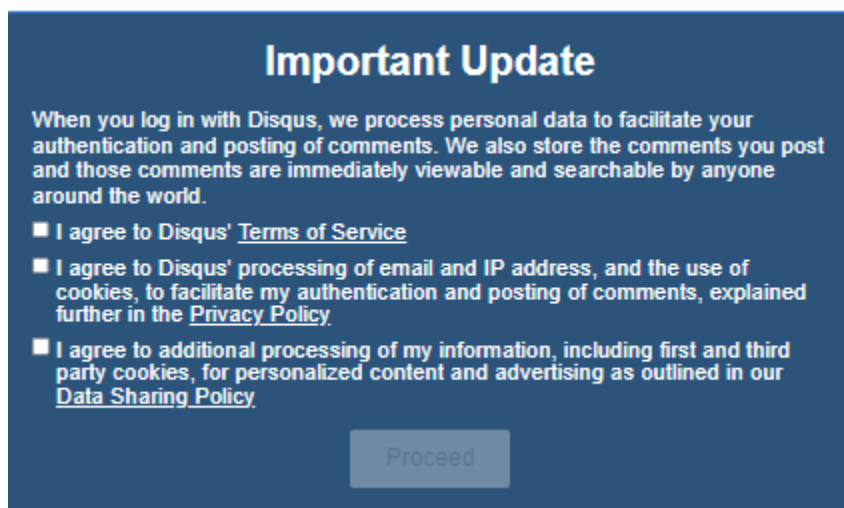 Important Update
When you log in with Disqus, we process personal data to facilitate your
authentication and posting of comments. We also store the comments you post
and those comments are immediately viewable and searchable by anyone
around the world.
I agree to Disqus' Terms of Service
I agree to Disqus' processing of email and IP address, and the use of
cookies, to facilitate my authentication and posting of comments, explained
further in the Privacy Policy
I agree to additional processing of my information, including first and third
party cookies, for personalized content and advertising as outlined in our
Data Sharing Policy
Proceed